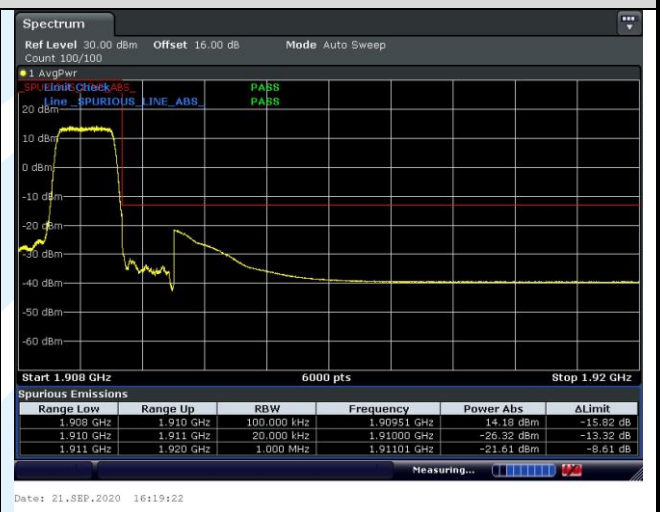 Spectrum
Ref Level 30.00 dBm Offset 16.00 dB Mode Auto Sweep
Count 100/100
1 AvgPwr
Limit Check PASS
Line _SPURIOUS_LINE_ABS_ PASS
20 dBm
10 dBm
0 dBm
-10 dBm
-20 dBm
-30 dBm
-40 dBm
-50 dBm
-60 dBm
Start 1.908 GHz 6000 pts Stop 1.92 GHz
Spurious Emissions
Range Low Range Up RBW Frequency Power Abs ΔLimit
1.908 GHz 1.910 GHz 100.000 kHz 1.90951 GHz 14.18 dBm -15.82 dB
1.910 GHz 1.911 GHz 20.000 kHz 1.91000 GHz -26.32 dBm -13.32 dB
1.911 GHz 1.920 GHz 1.000 MHz 1.91101 GHz -21.61 dBm -8.61 dB
Measuring...
Date: 21.SEP.2020 16:19:22